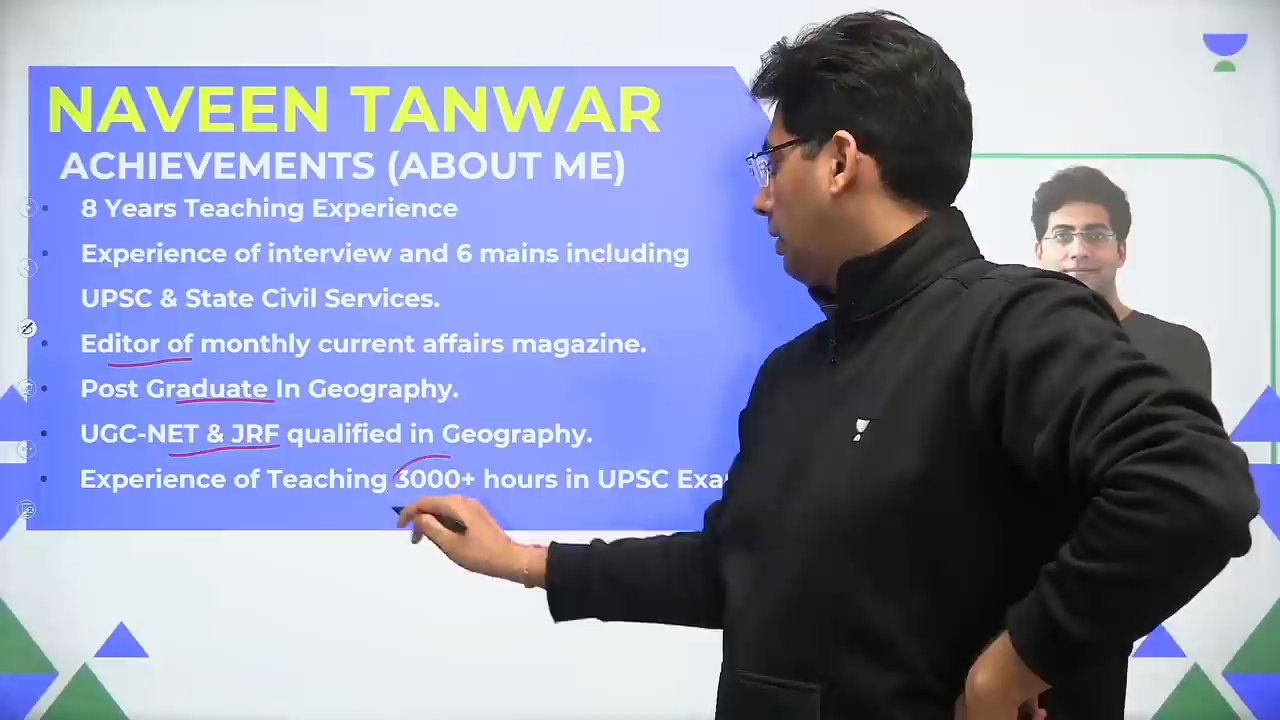 NAVEEN TANWAR
ACHIEVEMENTS (ABOUT ME)
• 8 Years Teaching Experience
• Experience of interview and 6 mains including
UPSC & State Civil Services.
• Editor of monthly current affairs magazine.
• Post Graduate In Geography.
• UGC-NET & JRF qualified in Geography.
• Experience of Teaching 3000+ hours in UPSC